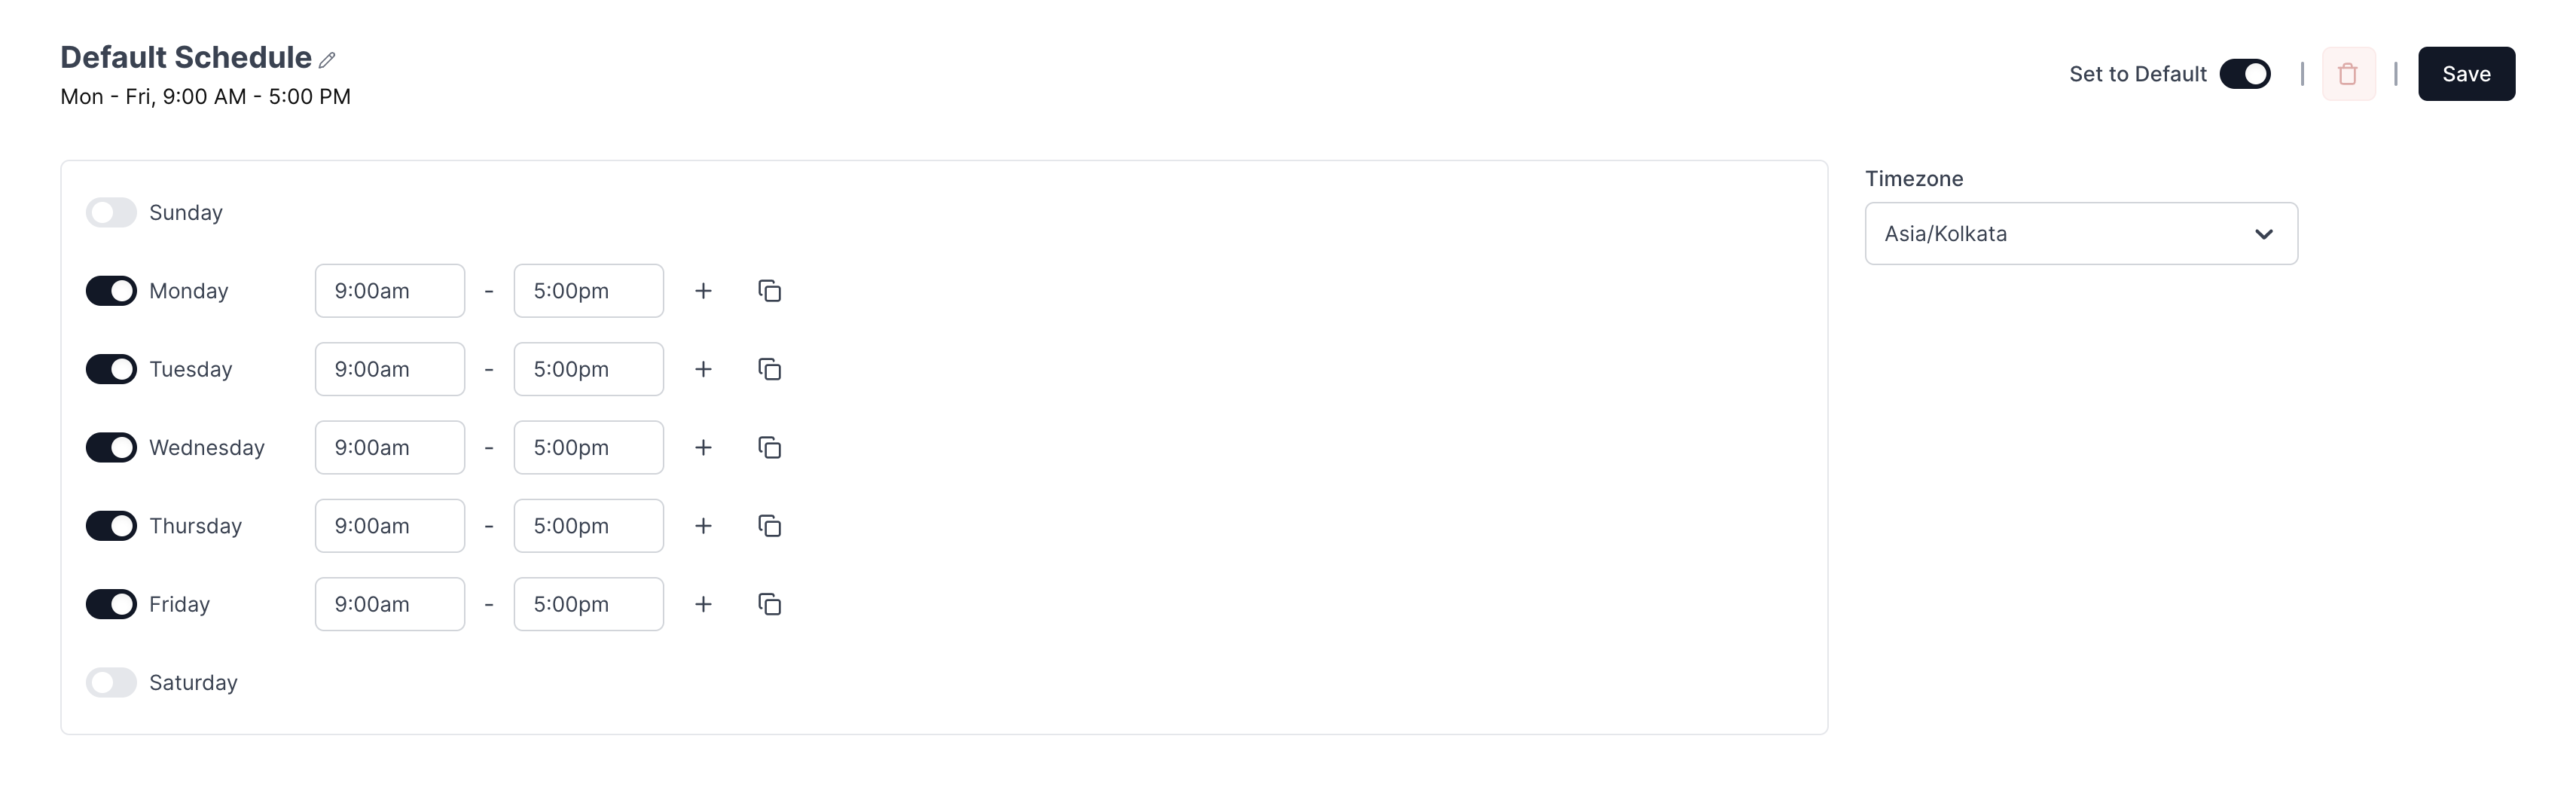 Default Schedule
Mon - Fri, 9:00 AM - 5:00 PM
Set to Default
Save
Sunday
Monday 9:00am - 5:00pm
Tuesday 9:00am - 5:00pm
Wednesday 9:00am - 5:00pm
Thursday 9:00am - 5:00pm
Friday 9:00am - 5:00pm
Saturday
Timezone
Asia/Kolkata